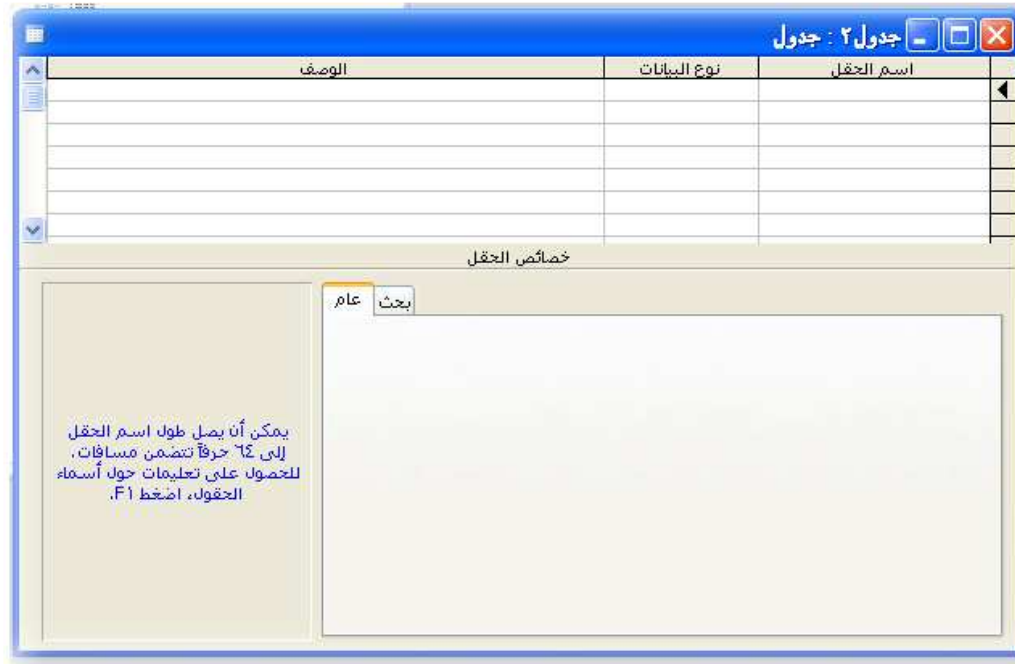 جدول٢ : جدول
اسم الحقل نوع البيانات الوصف
خصائص الحقل
عام بحث
يمكن أن يصل طول اسم الحقل
إلى ٦٤ حرفاً تتضمن مسافات.
للحصول على تعليمات حول أسماء
الحقول، اضغط F١.